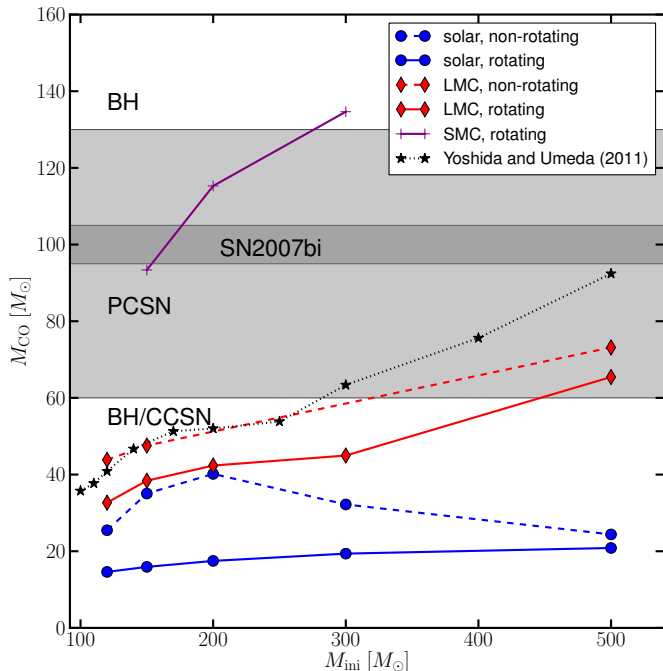 160
140
120
100
80
60
40
20
0
M_CO [M_⊙]
solar, non-rotating
solar, rotating
LMC, non-rotating
LMC, rotating
SMC, rotating
Yoshida and Umeda (2011)
BH
SN2007bi
PCSN
BH/CCSN
100 200 300 400 500
M_ini [M_⊙]